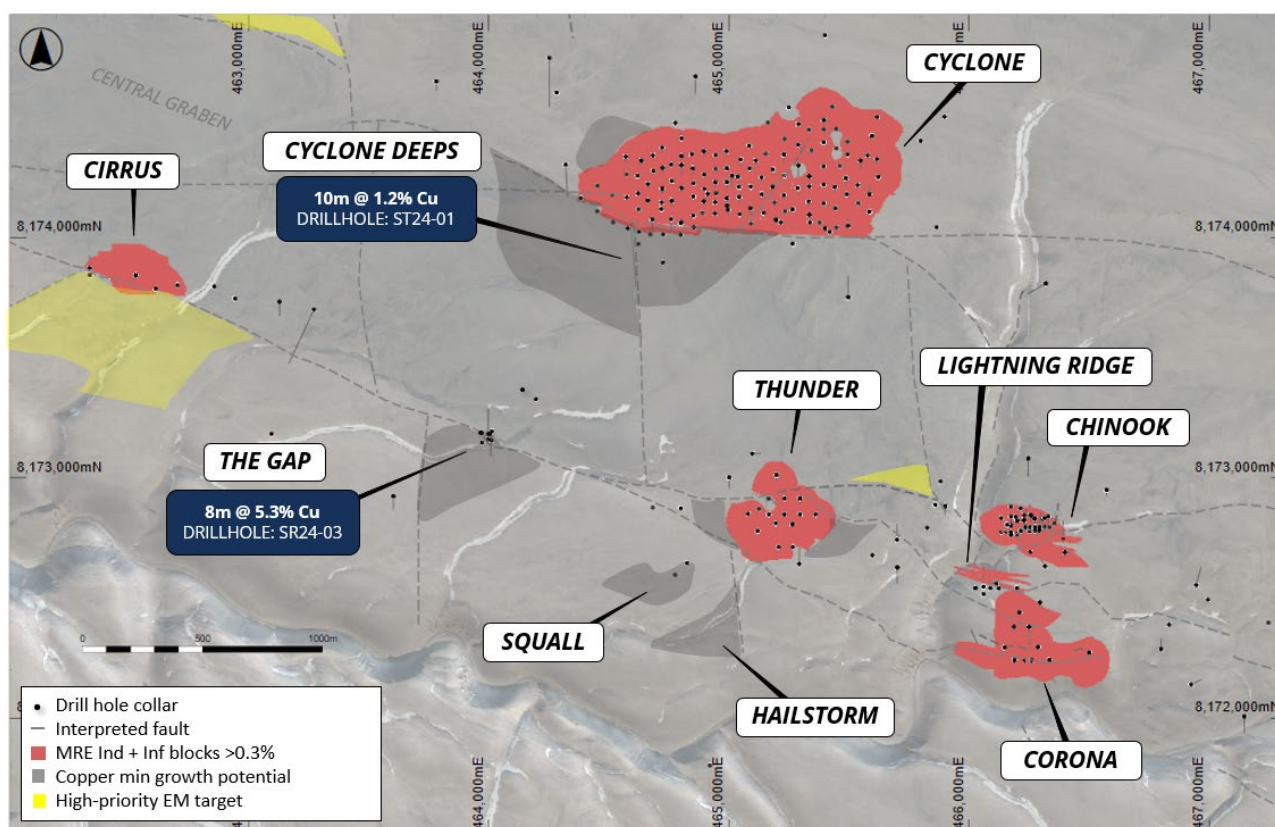 463,000mE
464,000mE
465,000mE
mE
467,000mE
CENTRAL GRABEN
CYCLONE
CYCLONE DEEPS
10m @ 1.2% Cu
DRILLHOLE: ST24-01
CIRRUS
8,174,000mN
8,174,000mN
LIGHTNING RIDGE
THUNDER
CHINOOK
8,173,000mN
8,173,000mN
THE GAP
8m @ 5.3% Cu
DRILLHOLE: SR24-03
SQUALL
0
500
1000m
HAILSTORM
CORONA
8,172,000mN
Drill hole collar
Interpreted fault
MRE Ind + Inf blocks >0.3%
Copper min growth potential
High-priority EM target
464,000mE
465,000mE
466,000mE
467,000mE